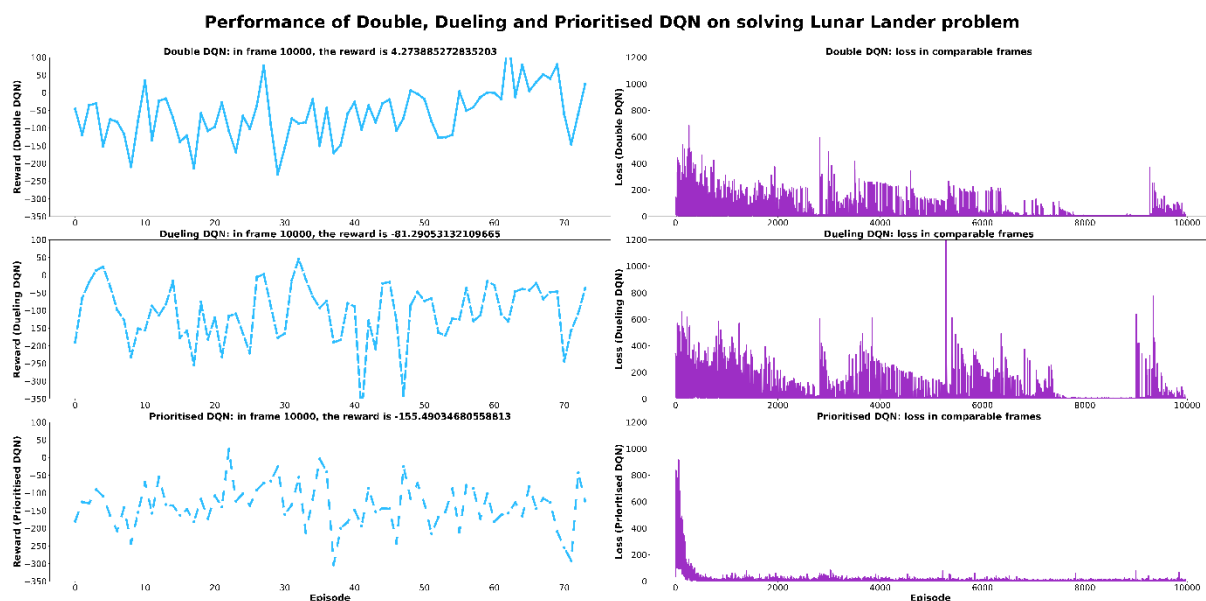 Performance of Double, Dueling and Prioritised DQN on solving Lunar Lander problem
Double DQN: in frame 10000, the reward is 4.273885272835203
Reward (Double DQN)
100
50
0
−50
−100
−150
−200
−250
−300
−350
0 10 20 30 40 50 60 70
Double DQN: loss in comparable frames
Loss (Double DQN)
1200
1000
800
600
400
200
0
0 2000 4000 6000 8000 10000
Dueling DQN: in frame 10000, the reward is -81.29053132109665
Reward (Dueling DQN)
100
50
0
−50
−100
−150
−200
−250
−300
−350
0 10 20 30 40 50 60 70
Dueling DQN: loss in comparable frames
Loss (Dueling DQN)
1200
1000
800
600
400
200
0
0 2000 4000 6000 8000 10000
Prioritised DQN: in frame 10000, the reward is -155.49034680558813
Reward (Prioritised DQN)
100
50
0
−50
−100
−150
−200
−250
−300
−350
0 10 20 30 40 50 60 70
Episode
Prioritised DQN: loss in comparable frames
Loss (Prioritised DQN)
1200
1000
800
600
400
200
0
0 2000 4000 6000 8000 10000
Episode